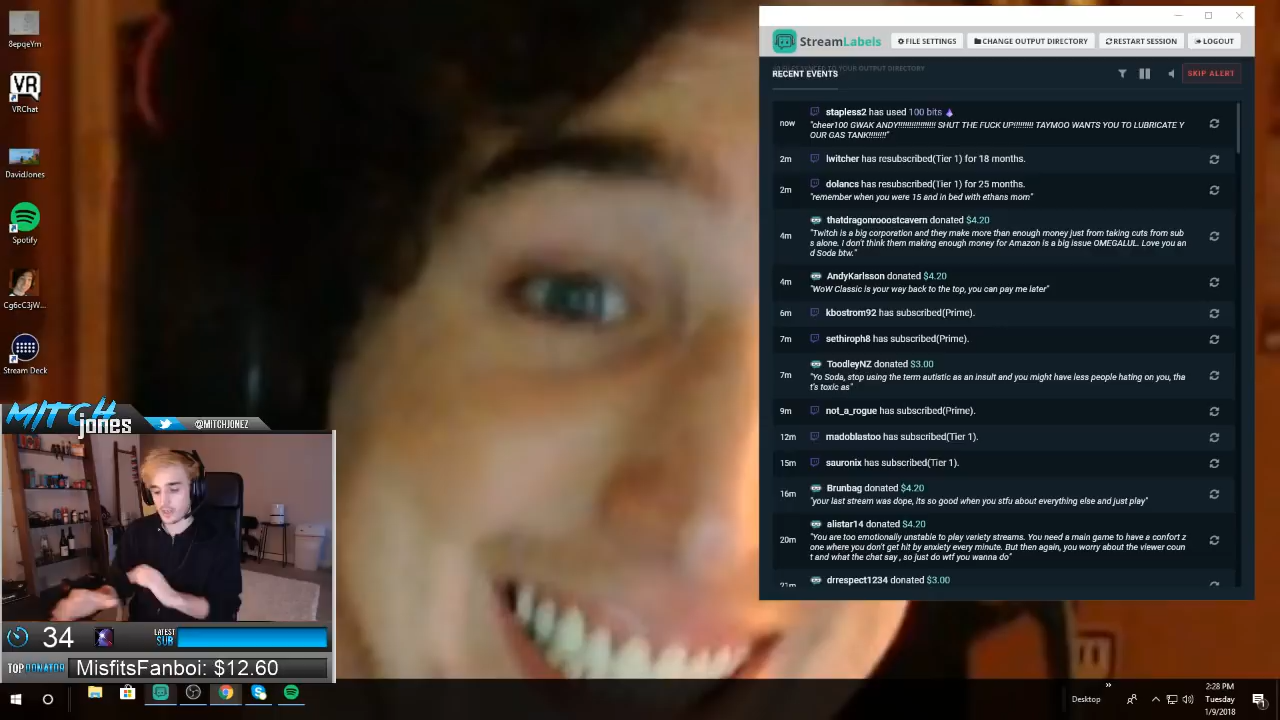 8epqeYm
VR
VRChat
DavidJones
Spotify
Cg6cC3jW...
Stream Deck
StreamLabels
FILE SETTINGS
CHANGE OUTPUT DIRECTORY
RESTART SESSION
LOGOUT
RECENT EVENTS
SKIP ALERT
now
stapless2 has used 100 bits
"cheer100 GWAK ANDY!!!!!!!!!!!!!!!!! SHUT THE FUCK UP!!!!!!!!! TAYMOO WANTS YOU TO LUBRICATE Y
OUR GAS TANK!!!!!!!!"
2m
lwitcher has resubscribed(Tier 1) for 18 months.
2m
dolancs has resubscribed(Tier 1) for 25 months.
"remember when you were 15 and in bed with ethans mom"
4m
thatdragonrooostcavern donated $4.20
"Twitch is a big corporation and they make more than enough money just from taking cuts from sub
s alone. I don't think them making enough money for Amazon is a big issue OMEGALUL. Love you an
d Soda btw."
4m
AndyKarlsson donated $4.20
"WoW Classic is your way back to the top, you can pay me later"
6m
kbostrom92 has subscribed(Prime).
7m
sethiroph8 has subscribed(Prime).
7m
ToodleyNZ donated $3.00
"Yo Soda, stop using the term autistic as an insult and you might have less people hating on you, tha
t's toxic as"
9m
not_a_rogue has subscribed(Prime).
12m
madoblastoo has subscribed(Tier 1).
15m
sauronix has subscribed(Tier 1).
16m
Brunbag donated $4.20
"your last stream was dope, its so good when you stfu about everything else and just play"
20m
alistar14 donated $4.20
"You are too emotionally unstable to play variety streams. You need a main game to have a confort z
one where you don't get hit by anxiety every minute. But then again, you worry about the viewer coun
t and what the chat say , so just do wtf you wanna do"
21m
drrespect1234 donated $3.00
MITCH
jones
@MITCHJONEZ
34
LATEST
SUB
TOP DONATOR
MisfitsFanboi: $12.60
Desktop
2:28 PM
Tuesday
1/9/2018